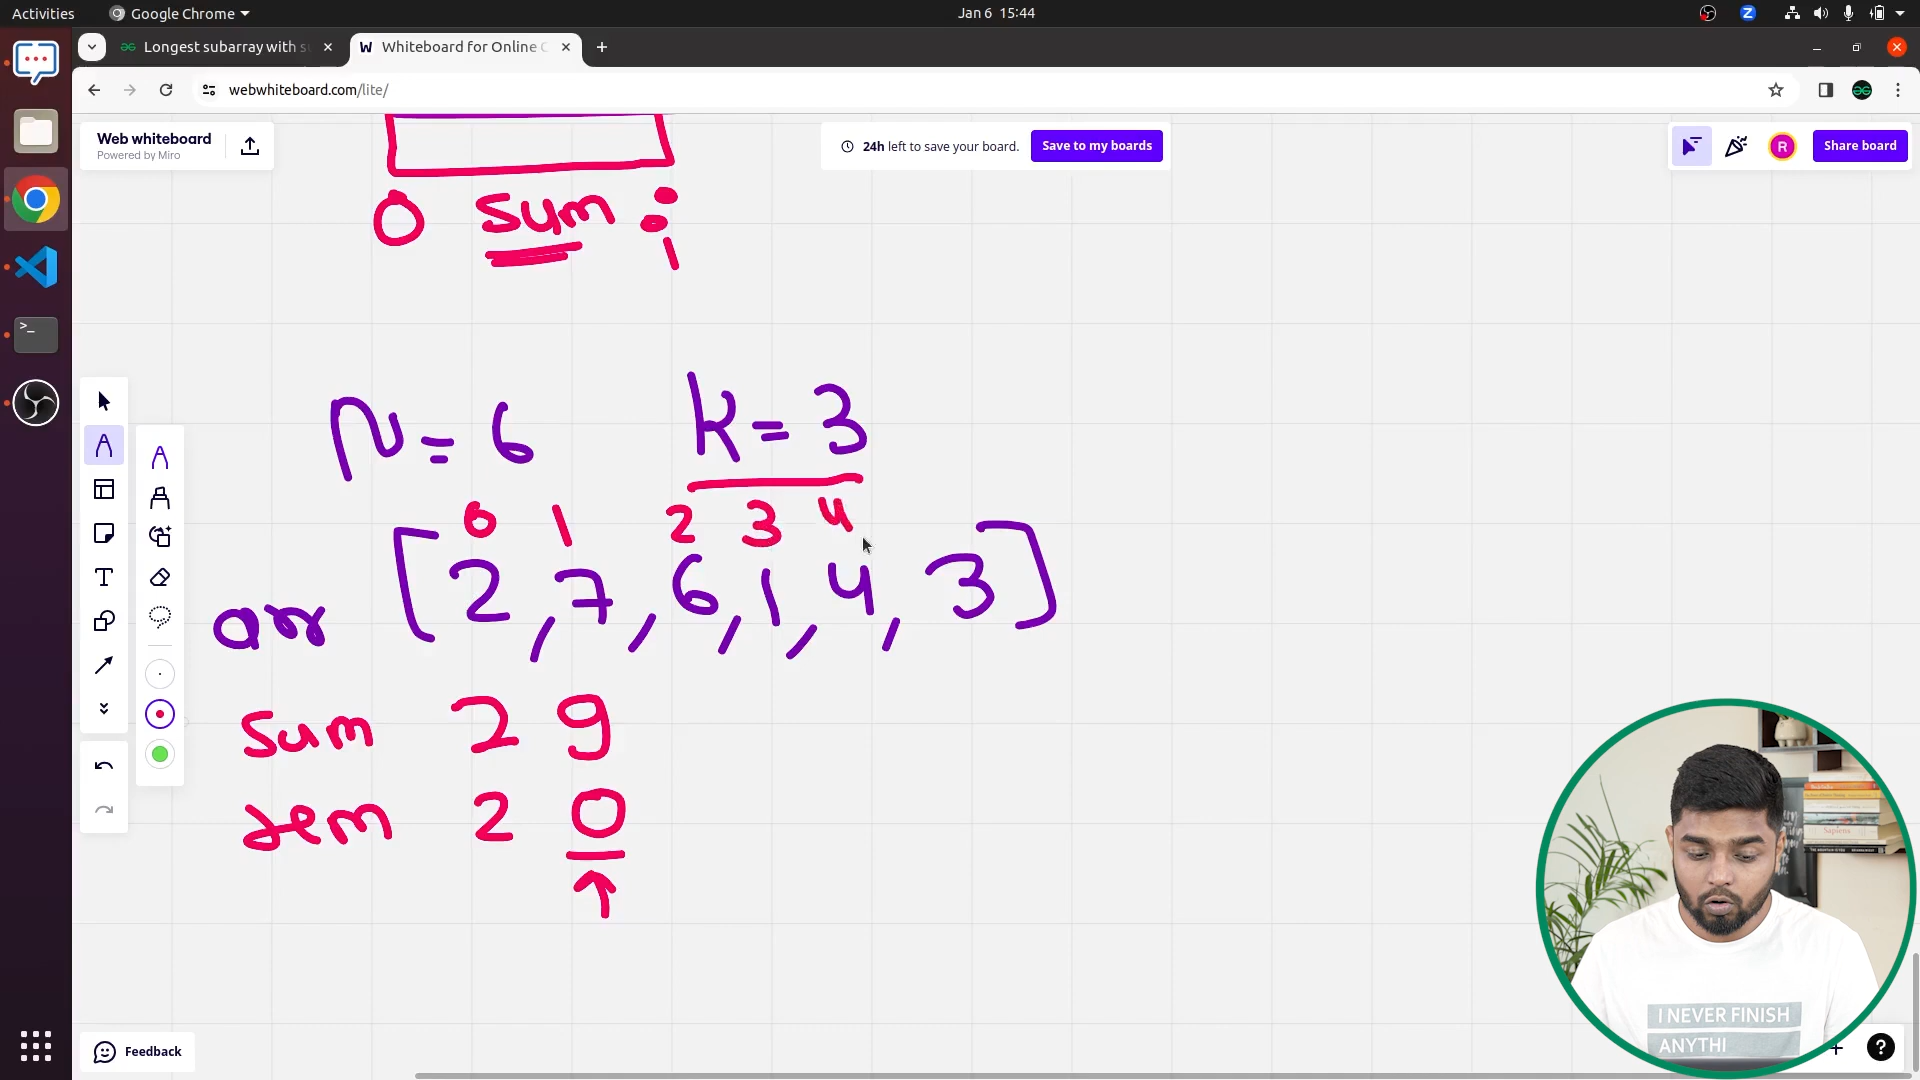 Activities
Google Chrome
Jan 6 15:44
Longest subarray with s
Whiteboard for Online C
webwhiteboard.com/lite/
Web whiteboard
Powered by Miro
24h left to save your board.
Save to my boards
R
Share board
0 sum :
N = 6 k = 3
0 1 2 3 4
arr [2, 7, 6, 1, 4, 3]
sum 2 9
rem 2 0
Feedback
I NEVER FINISH
ANYTHI